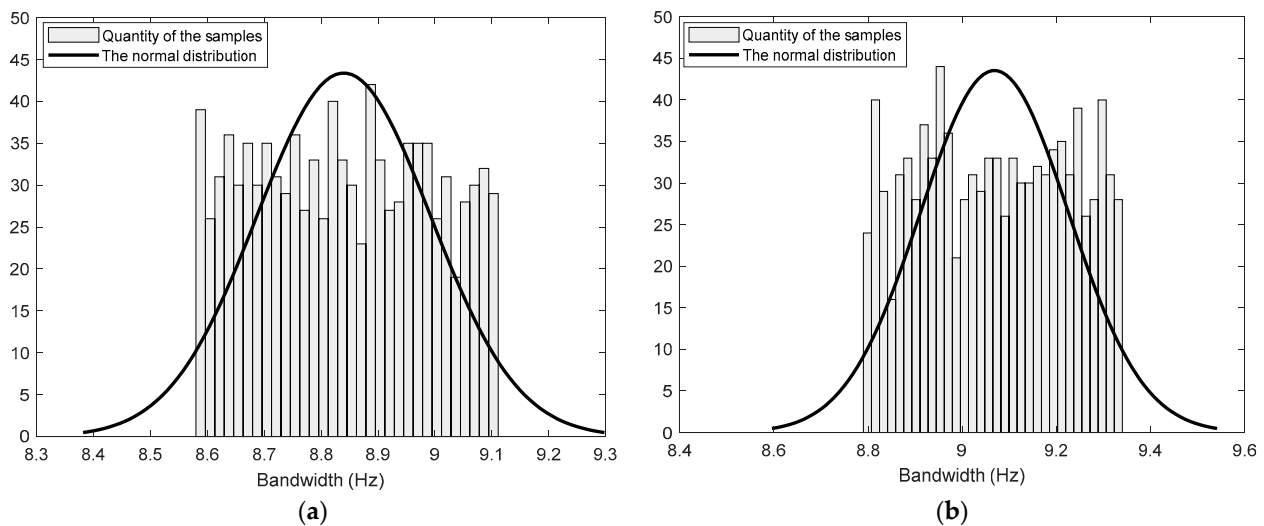 50
45
40
35
30
25
20
15
10
5
0
Quantity of the samples
The normal distribution
8.3 8.4 8.5 8.6 8.7 8.8 8.9 9 9.1 9.2 9.3
Bandwidth (Hz)
(a)
50
45
40
35
30
25
20
15
10
5
0
Quantity of the samples
The normal distribution
8.4 8.6 8.8 9 9.2 9.4 9.6
Bandwidth (Hz)
(b)